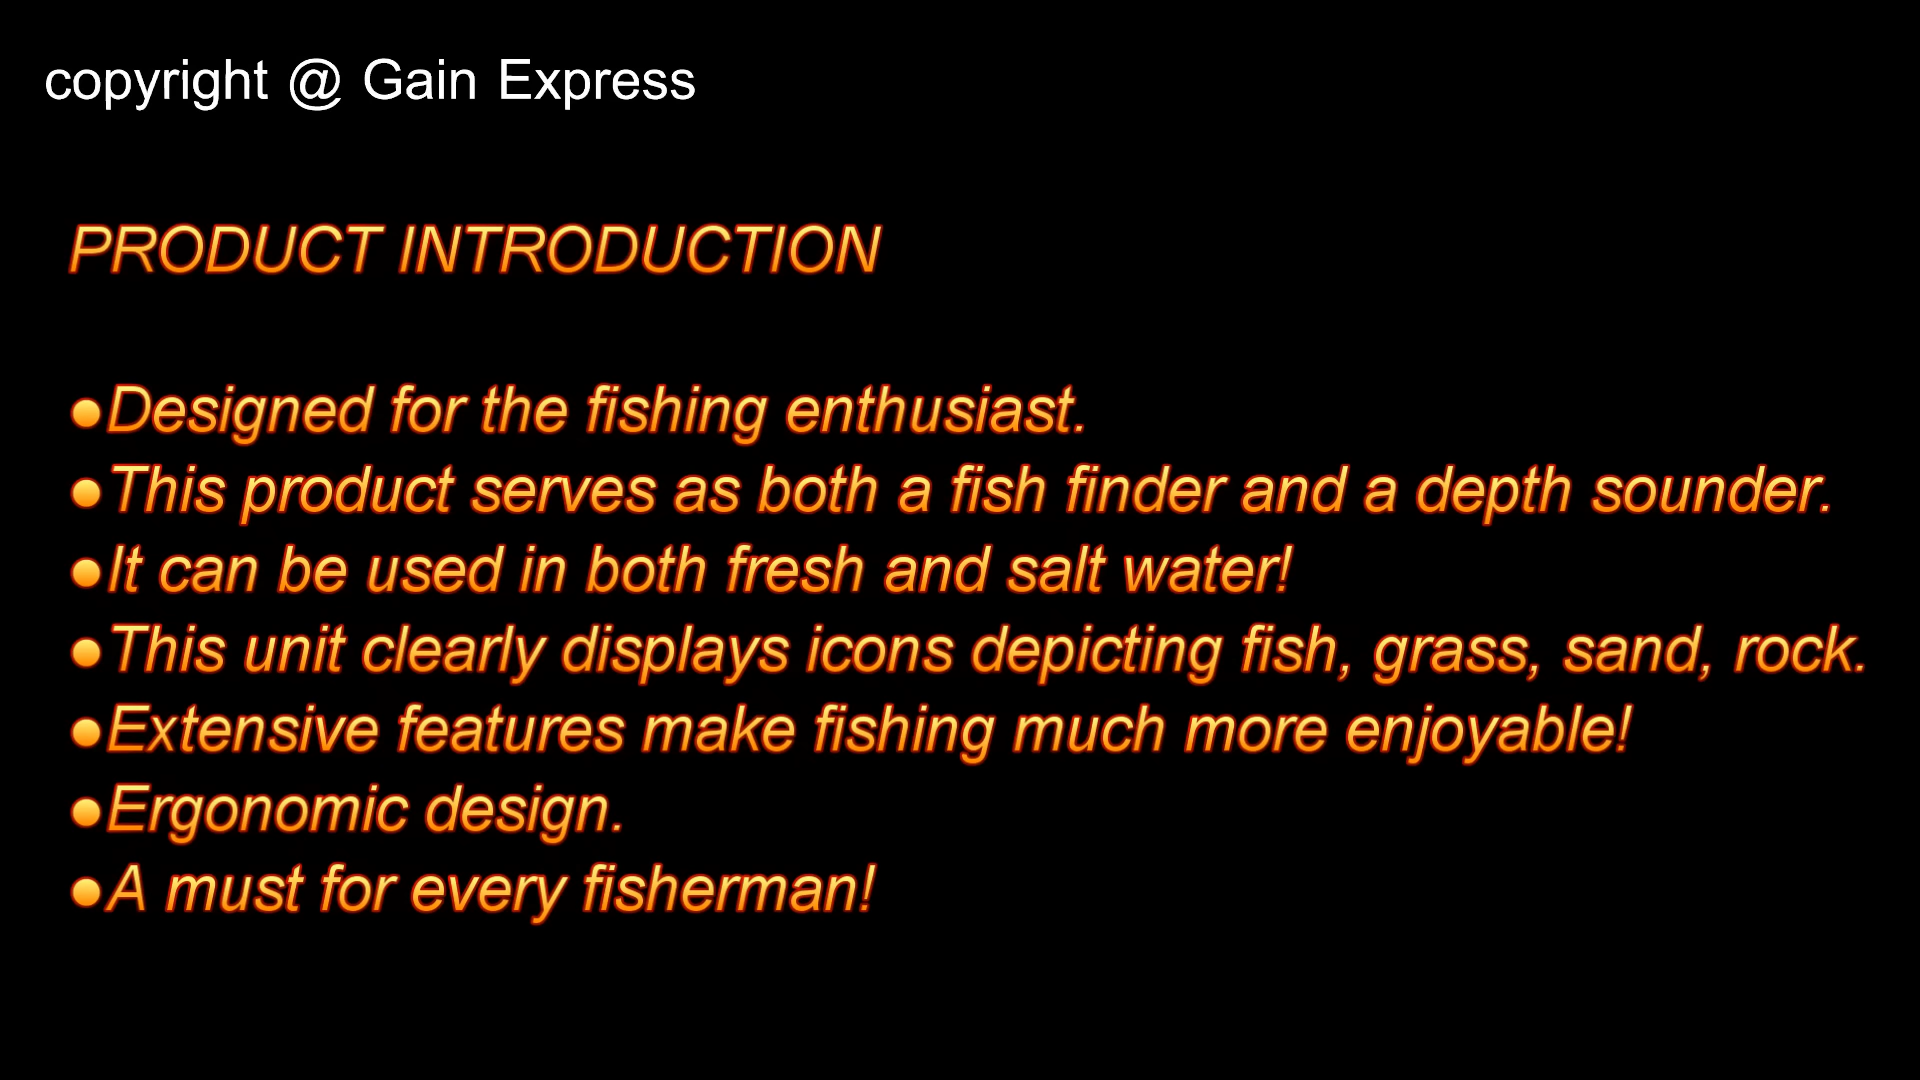 copyright @ Gain Express
PRODUCT INTRODUCTION
●Designed for the fishing enthusiast.
●This product serves as both a fish finder and a depth sounder.
●It can be used in both fresh and salt water!
●This unit clearly displays icons depicting fish, grass, sand, rock.
●Extensive features make fishing much more enjoyable!
●Ergonomic design.
●A must for every fisherman!